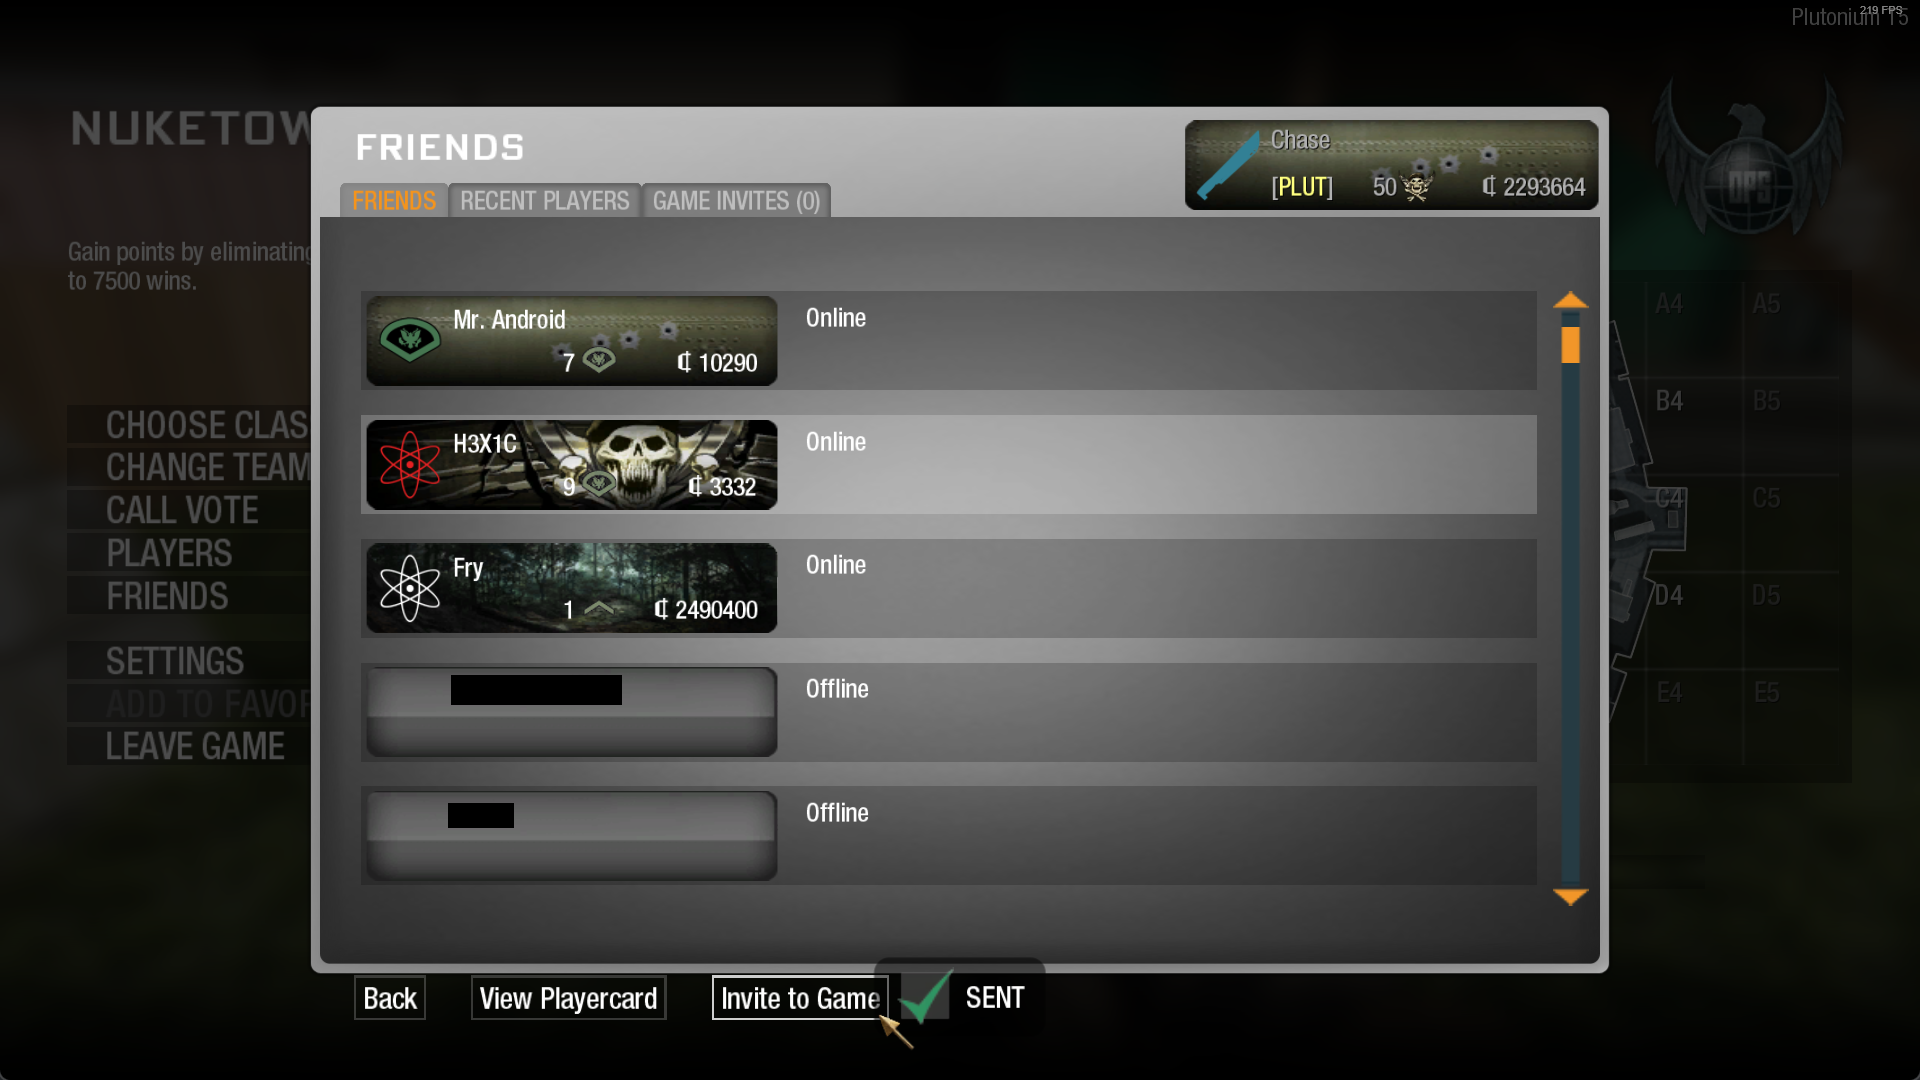 219 FPS
Plutonium T5
NUKETOW
Gain points by eliminating
to 7500 wins.
CHOOSE CLAS
CHANGE TEAM
CALL VOTE
PLAYERS
FRIENDS
SETTINGS
ADD TO FAVOR
LEAVE GAME
FRIENDS
FRIENDS
RECENT PLAYERS
GAME INVITES (0)
Chase
[PLUT] 50 ₵ 2293664
OPS
Mr. Android
7 ₵ 10290
Online
H3X1C
9 ₵ 3332
Online
Fry
1 ₵ 2490400
Online
Offline
Offline
A4 A5
B4 B5
C4 C5
D4 D5
E4 E5
Back
View Playercard
Invite to Game
SENT